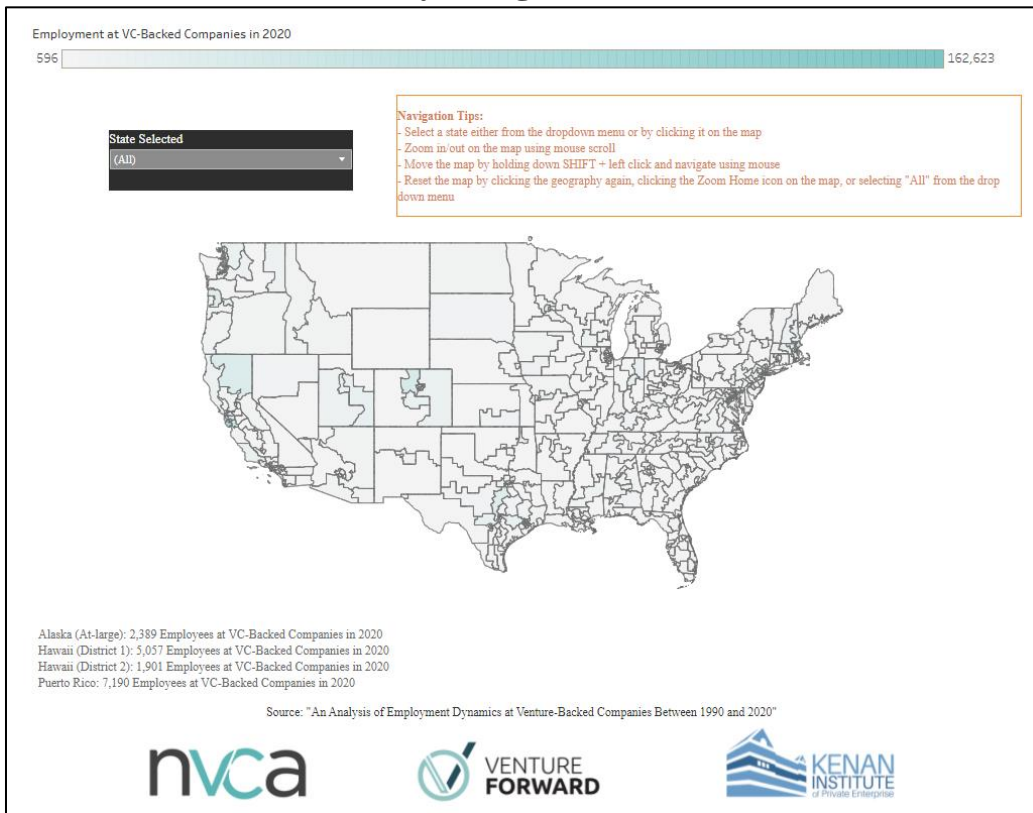 Employment at VC-Backed Companies in 2020
596
162,623
State Selected
(All)
Navigation Tips:
- Select a state either from the dropdown menu or by clicking it on the map
- Zoom in/out on the map using mouse scroll
- Move the map by holding down SHIFT + left click and navigate using mouse
- Reset the map by clicking the geography again, clicking the Zoom Home icon on the map, or selecting "All" from the drop
down menu
Alaska (At-large): 2,389 Employees at VC-Backed Companies in 2020
Hawaii (District 1): 5,057 Employees at VC-Backed Companies in 2020
Hawaii (District 2): 1,901 Employees at VC-Backed Companies in 2020
Puerto Rico: 7,190 Employees at VC-Backed Companies in 2020
Source: "An Analysis of Employment Dynamics at Venture-Backed Companies Between 1990 and 2020"
nvca
VENTURE
FORWARD
KENAN
INSTITUTE
of Private Enterprise